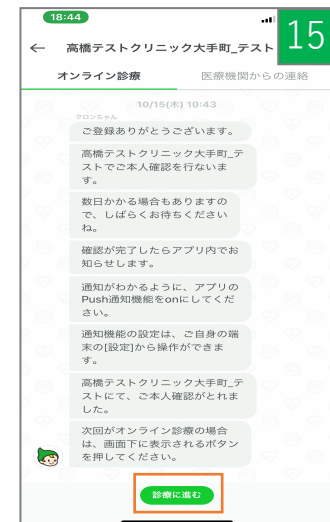 18:44
15
← 高橋テストクリニック大手町_テスト
オンライン診療
医療機関からの連絡
10/15(木) 10:43
クロンちゃん
ご登録ありがとうございます。
高橋テストクリニック大手町_テ
ストでご本人確認を行ないま
す。
数日かかる場合もありますの
で、しばらくお待ちください
ね。
確認が完了したらアプリ内でお
知らせします。
通知がわかるように、アプリの
Push通知機能をonにしてくだ
さい。
通知機能の設定は、ご自身の端
末の[設定]から操作ができま
す。
高橋テストクリニック大手町_テ
ストにて、ご本人確認がとれま
した。
次回がオンライン診療の場合
は、画面下に表示されるボタン
を押してください。
診療に進む